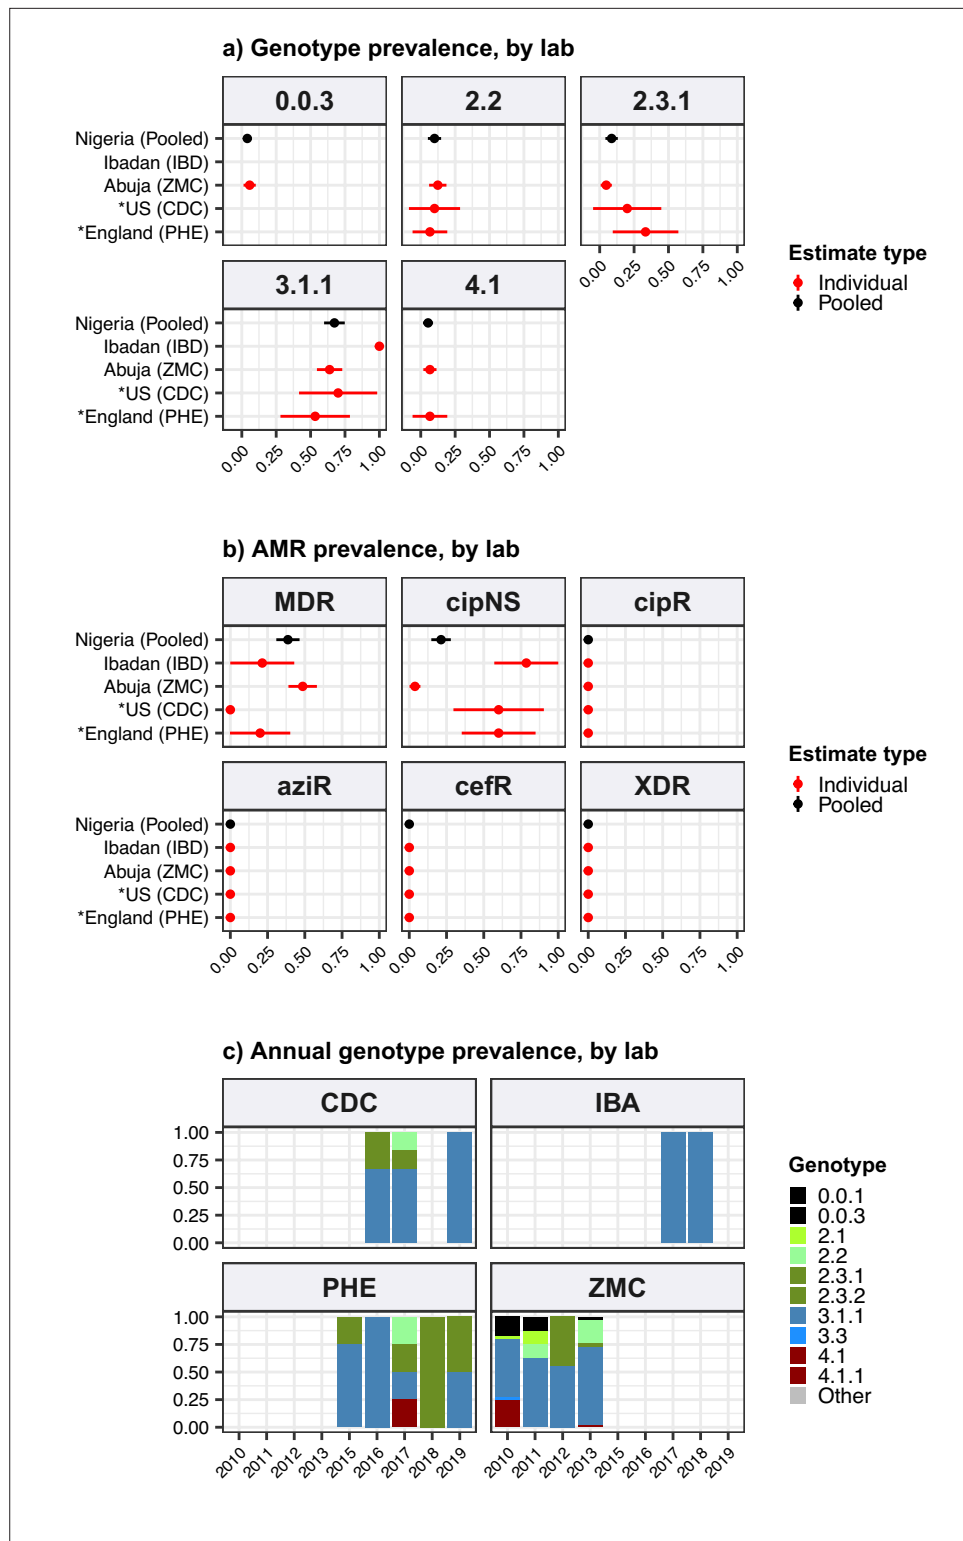 a) Genotype prevalence, by lab
0.0.3
2.2
2.3.1
Nigeria (Pooled)
Ibadan (IBD)
Abuja (ZMC)
*US (CDC)
*England (PHE)
0.00 0.25 0.50 0.75 1.00
3.1.1
4.1
Nigeria (Pooled)
Ibadan (IBD)
Abuja (ZMC)
*US (CDC)
*England (PHE)
0.00 0.25 0.50 0.75 1.00
0.00 0.25 0.50 0.75 1.00
Estimate type
Individual
Pooled
b) AMR prevalence, by lab
MDR
cipNS
cipR
Nigeria (Pooled)
Ibadan (IBD)
Abuja (ZMC)
*US (CDC)
*England (PHE)
aziR
cefR
XDR
Nigeria (Pooled)
Ibadan (IBD)
Abuja (ZMC)
*US (CDC)
*England (PHE)
0.00 0.25 0.50 0.75 1.00
0.00 0.25 0.50 0.75 1.00
0.00 0.25 0.50 0.75 1.00
Estimate type
Individual
Pooled
c) Annual genotype prevalence, by lab
CDC
IBA
1.00
0.75
0.50
0.25
0.00
PHE
ZMC
1.00
0.75
0.50
0.25
0.00
2010 2011 2012 2013 2015 2016 2017 2018 2019
2010 2011 2012 2013 2015 2016 2017 2018 2019
Genotype
0.0.1
0.0.3
2.1
2.2
2.3.1
2.3.2
3.1.1
3.3
4.1
4.1.1
Other